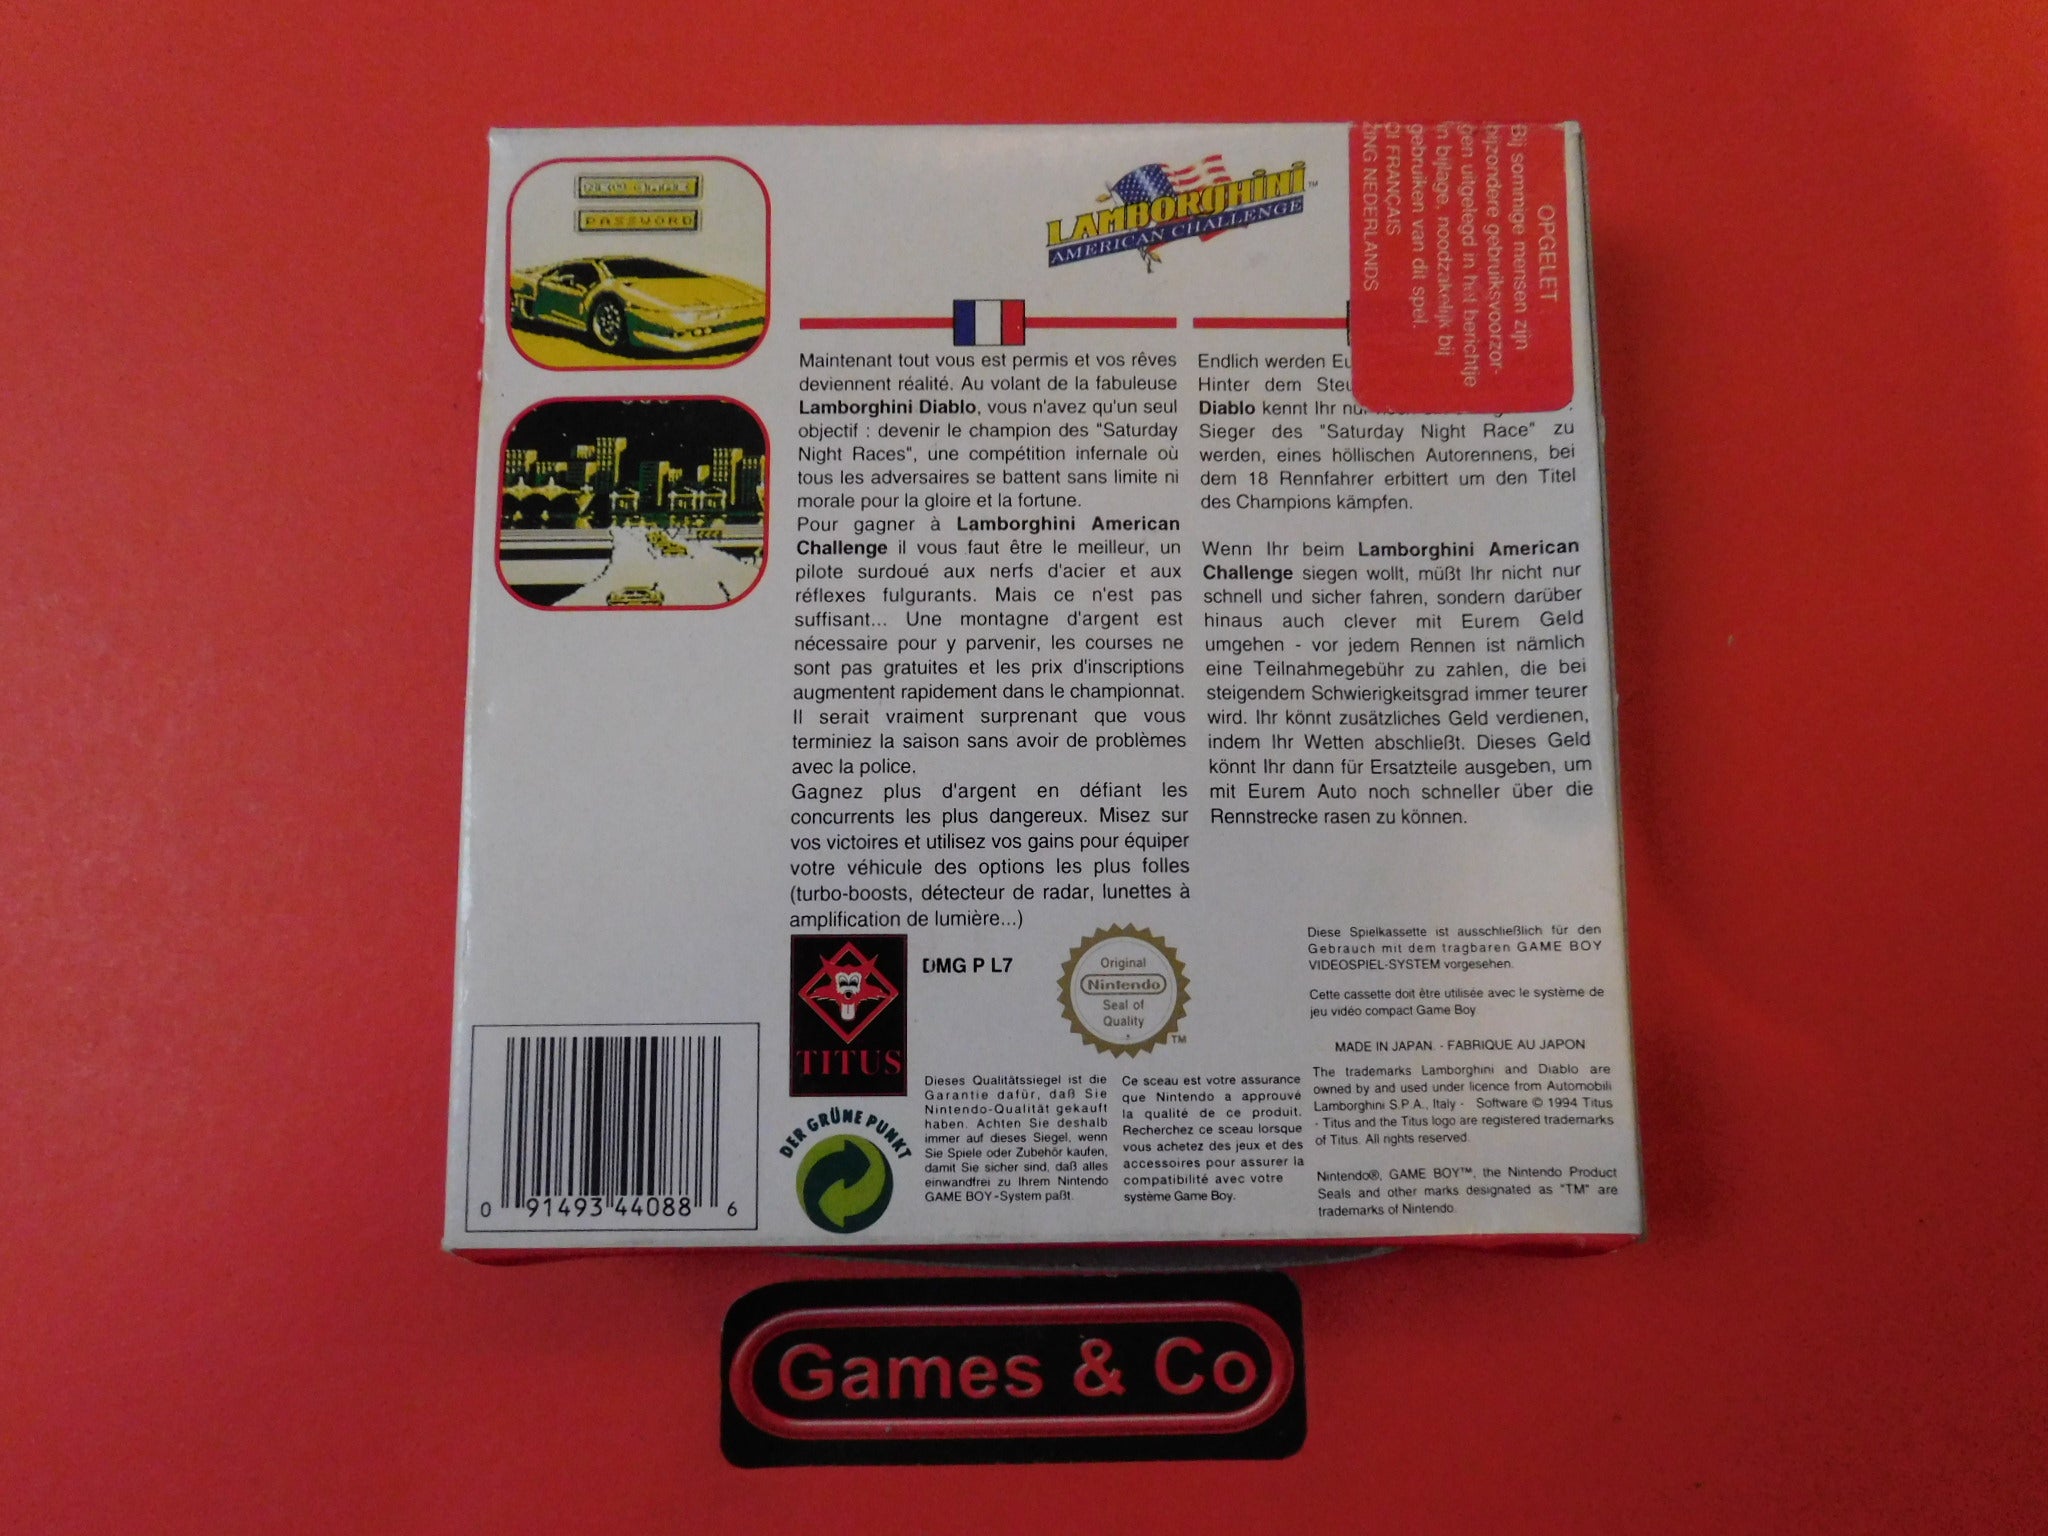 PASSWORD
LAMBORGHINI™
AMERICAN CHALLENGE
OPGELET
Bij sommige mensen zijn
bijzondere gebruiksvoorzor-
gen uitgelegd in het berichtje
in bijlage, noodzakelijk bij
gebruiken van dit spel.
FRANÇAIS
NEDERLANDS
Maintenant tout vous est permis et vos rêves
deviennent réalité. Au volant de la fabuleuse
Lamborghini Diablo, vous n'avez qu'un seul
objectif : devenir le champion des "Saturday
Night Races", une compétition infernale où
tous les adversaires se battent sans limite ni
morale pour la gloire et la fortune.
Pour gagner à Lamborghini American
Challenge il vous faut être le meilleur, un
pilote surdoué aux nerfs d'acier et aux
réflexes fulgurants. Mais ce n'est pas
suffisant... Une montagne d'argent est
nécessaire pour y parvenir, les courses ne
sont pas gratuites et les prix d'inscriptions
augmentent rapidement dans le championnat.
Il serait vraiment surprenant que vous
terminiez la saison sans avoir de problèmes
avec la police.
Gagnez plus d'argent en défiant les
concurrents les plus dangereux. Misez sur
vos victoires et utilisez vos gains pour équiper
votre véhicule des options les plus folles
(turbo-boosts, détecteur de radar, lunettes à
amplification de lumière...)
Endlich werden
Hinter dem
Diablo kennt Ihr
Sieger des "Saturday Night Race" zu
werden, eines höllischen Autorennens, bei
dem 18 Rennfahrer erbittert um den Titel
des Champions kämpfen.
Wenn Ihr beim Lamborghini American
Challenge siegen wollt, müßt Ihr nicht nur
schnell und sicher fahren, sondern darüber
hinaus auch clever mit Eurem Geld
umgehen - vor jedem Rennen ist nämlich
eine Teilnahmegebühr zu zahlen, die bei
steigendem Schwierigkeitsgrad immer teurer
wird. Ihr könnt zusätzliches Geld verdienen,
indem Ihr Wetten abschließt. Dieses Geld
könnt Ihr dann für Ersatzteile ausgeben, um
mit Eurem Auto noch schneller über die
Rennstrecke rasen zu können.
TITUS
DMG P L7
Original
Nintendo
Seal of
Quality
TM
Diese Spielkassette ist ausschließlich für den
Gebrauch mit dem tragbaren GAME BOY
VIDEOSPIEL-SYSTEM vorgesehen.
Cette cassette doit être utilisée avec le système de
jeu vidéo compact Game Boy
MADE IN JAPAN. - FABRIQUE AU JAPON
The trademarks Lamborghini and Diablo are
owned by and used under licence from Automobili
Lamborghini S.P.A., Italy - Software © 1994 Titus
- Titus and the Titus logo are registered trademarks
of Titus. All rights reserved.
Nintendo®, GAME BOY™, the Nintendo Product
Seals and other marks designated as "TM" are
trademarks of Nintendo.
DER GRÜNE PUNKT
Dieses Qualitätssiegel ist die
Garantie dafür, daß Sie
Nintendo-Qualität gekauft
haben. Achten Sie deshalb
immer auf dieses Siegel, wenn
Sie Spiele oder Zubehör kaufen,
damit Sie sicher sind, daß alles
einwandfrei zu Ihrem Nintendo
GAME BOY-System paßt.
Ce sceau est votre assurance
que Nintendo a approuvé
la qualité de ce produit.
Recherchez ce sceau lorsque
vous achetez des jeux et des
accessoires pour assurer la
compatibilité avec votre
système Game Boy.
0 91493 44088 6
Games & Co